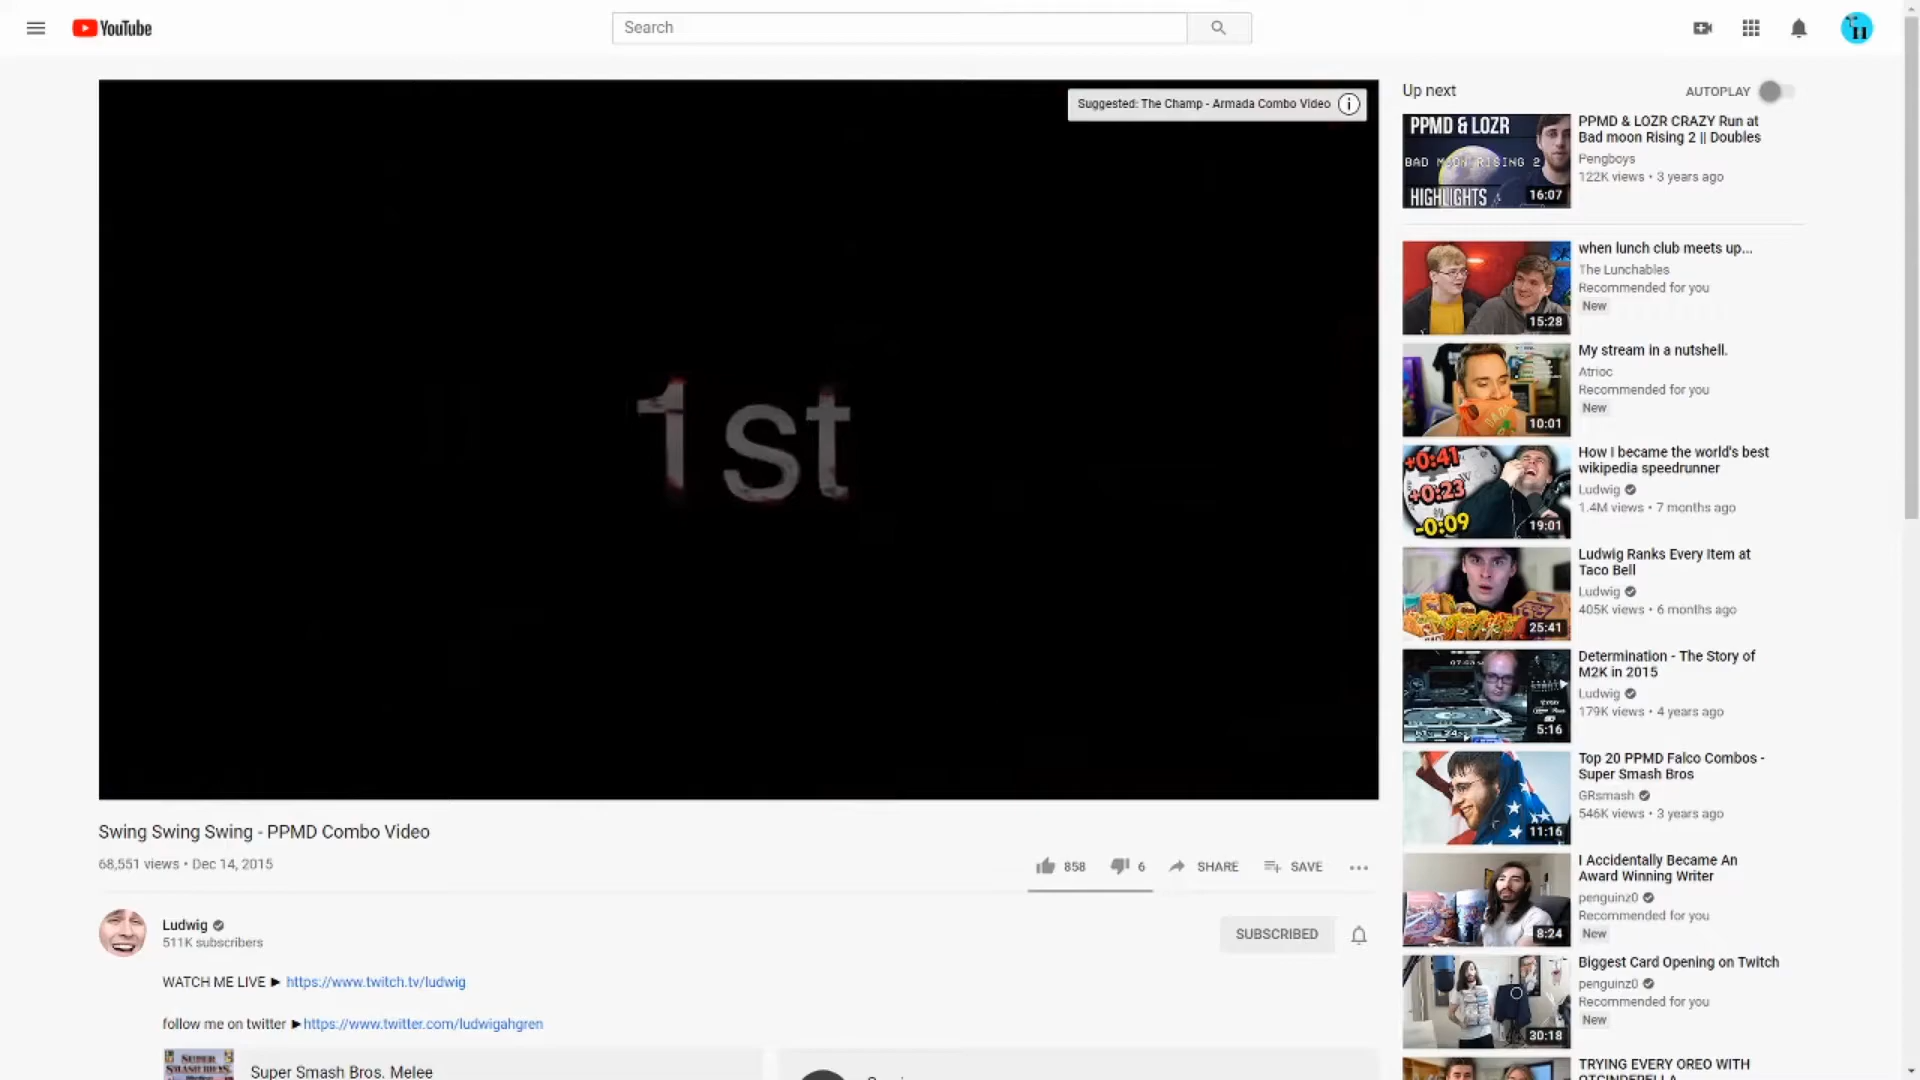 YouTube
Search
Suggested: The Champ - Armada Combo Video
1st
Swing Swing Swing - PPMD Combo Video
68,551 views • Dec 14, 2015
858
6
SHARE
SAVE
Ludwig
511K subscribers
SUBSCRIBED
WATCH ME LIVE ► https://www.twitch.tv/ludwig
follow me on twitter ►https://www.twitter.com/ludwigahgren
SUPER
SMASH BROS.
Super Smash Bros. Melee
Up next
AUTOPLAY
PPMD & LOZR
BAD MOON RISING 2
HIGHLIGHTS
16:07
PPMD & LOZR CRAZY Run at
Bad moon Rising 2 || Doubles
Pengboys
122K views • 3 years ago
15:28
when lunch club meets up...
The Lunchables
Recommended for you
New
10:01
My stream in a nutshell.
Atrioc
Recommended for you
New
+0:41
+0:23
-0:09
19:01
How I became the world's best
wikipedia speedrunner
Ludwig
1.4M views • 7 months ago
25:41
Ludwig Ranks Every Item at
Taco Bell
Ludwig
405K views • 6 months ago
5:16
Determination - The Story of
M2K in 2015
Ludwig
179K views • 4 years ago
11:16
Top 20 PPMD Falco Combos -
Super Smash Bros
GRsmash
546K views • 3 years ago
8:24
I Accidentally Became An
Award Winning Writer
penguinz0
Recommended for you
New
30:18
Biggest Card Opening on Twitch
penguinz0
Recommended for you
New
TRYING EVERY OREO WITH